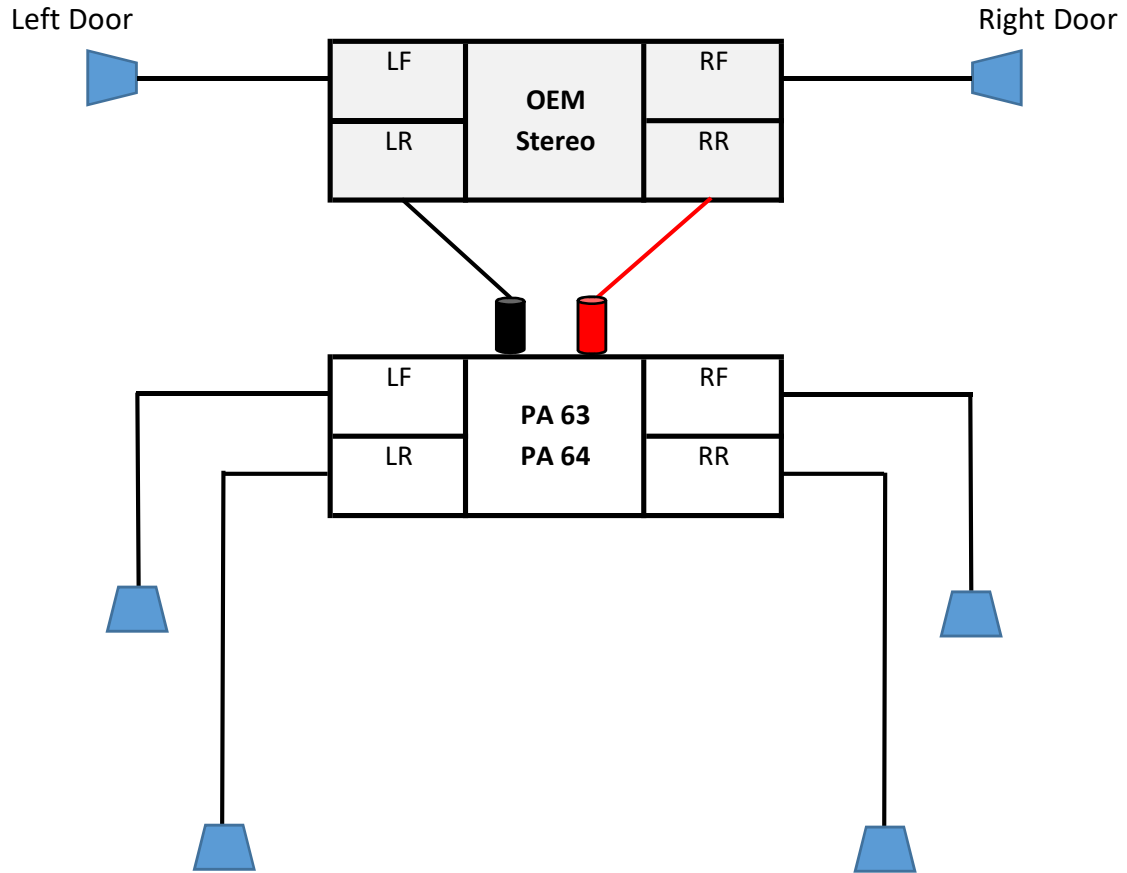 Left Door
Right Door
LF
RF
OEM
Stereo
LR
RR
LF
RF
PA 63
PA 64
LR
RR